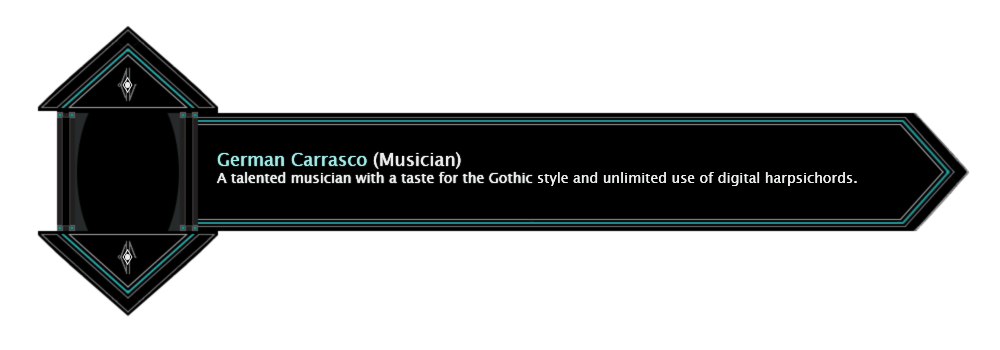 German Carrasco (Musician)
A talented musician with a taste for the Gothic style and unlimited use of digital harpsichords.